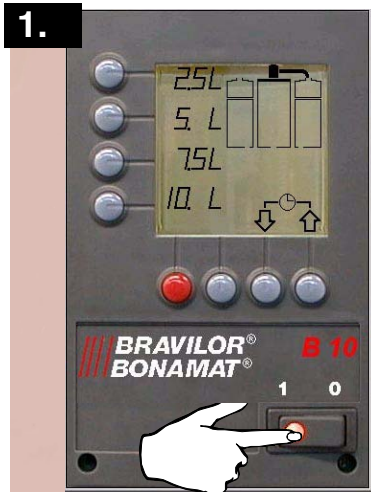 1.
2.5L
5. L
7.5L
10. L
BRAVILOR®
BONAMAT®
B 10
1 0